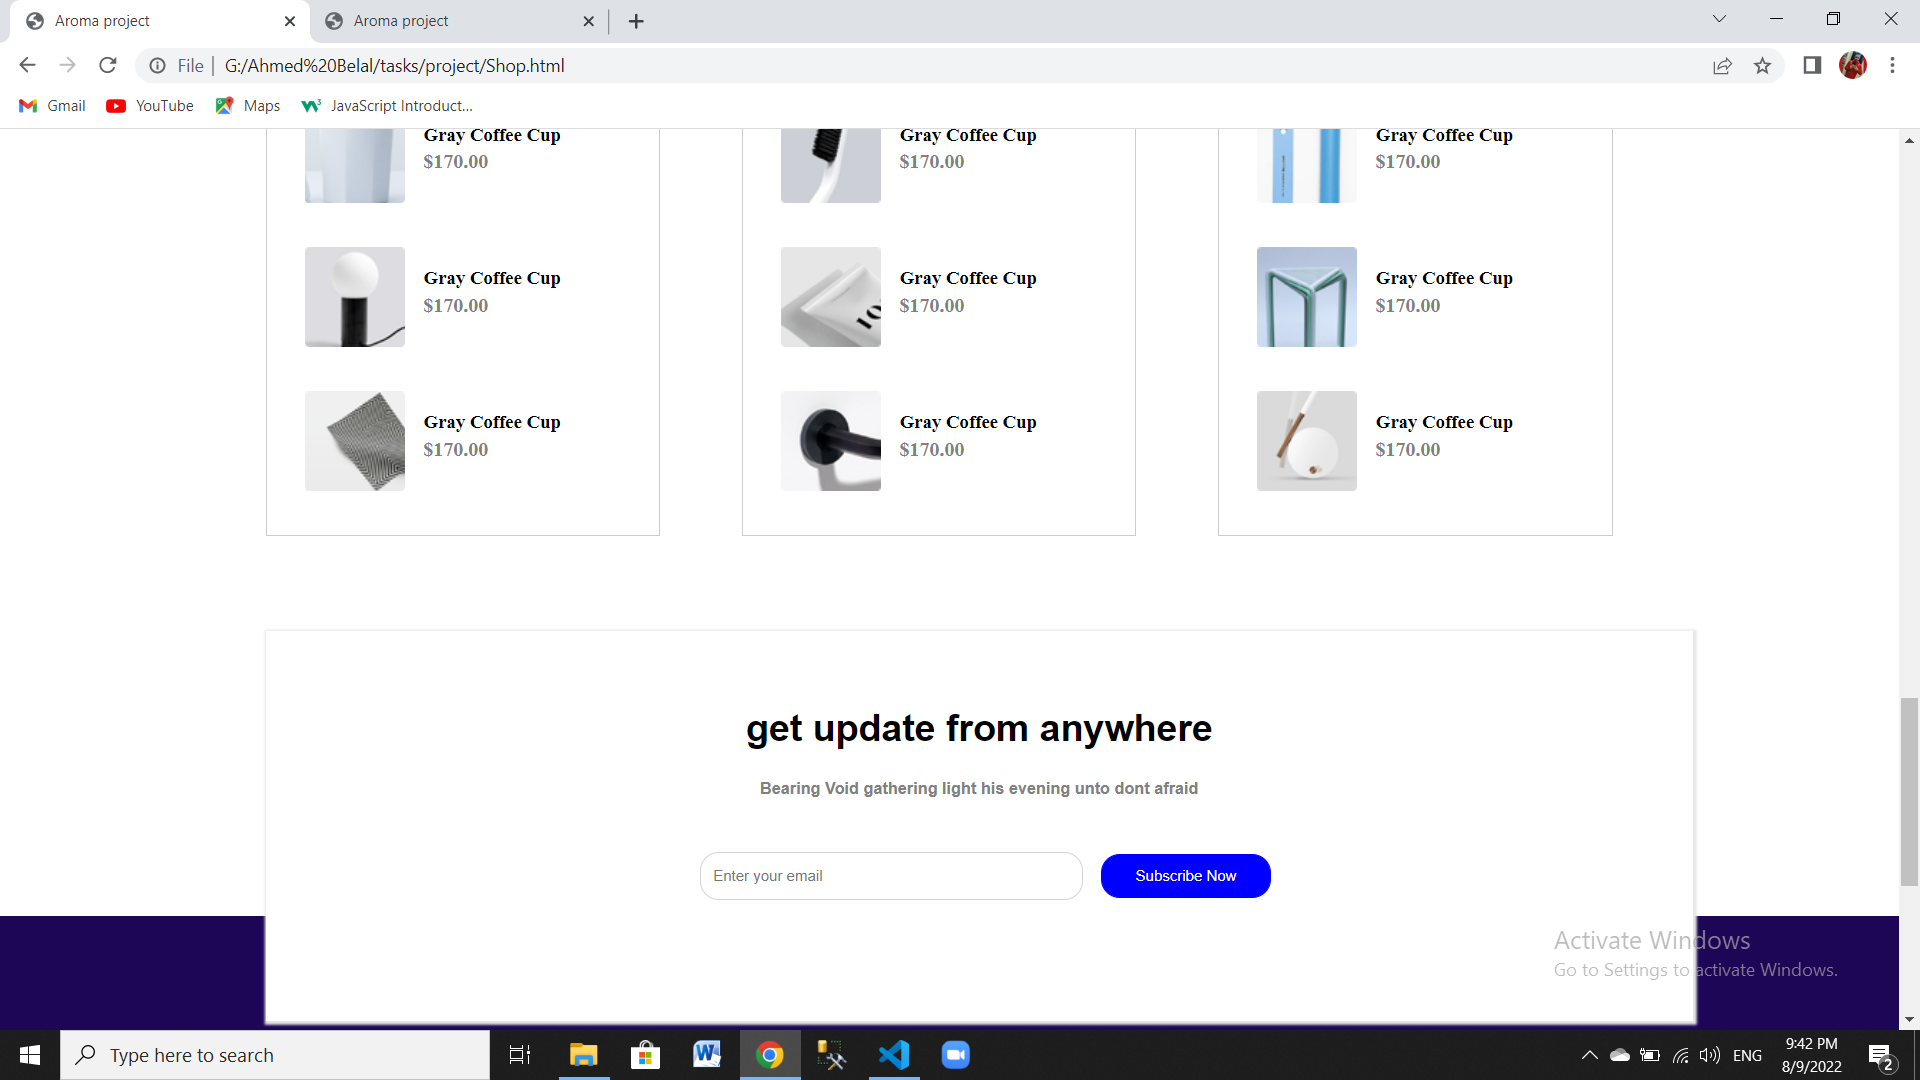 Aroma project
Aroma project
File
G:/Ahmed%20Belal/tasks/project/Shop.html
Gmail
YouTube
Maps
JavaScript Introduct...
Gray Coffee Cup
$170.00
Gray Coffee Cup
$170.00
Gray Coffee Cup
$170.00
Gray Coffee Cup
$170.00
Gray Coffee Cup
$170.00
Gray Coffee Cup
$170.00
Gray Coffee Cup
$170.00
Gray Coffee Cup
$170.00
Gray Coffee Cup
$170.00
get update from anywhere
Bearing Void gathering light his evening unto dont afraid
Enter your email
Subscribe Now
Activate Windows
Go to Settings to activate Windows.
Type here to search
ENG
9:42 PM
8/9/2022
2